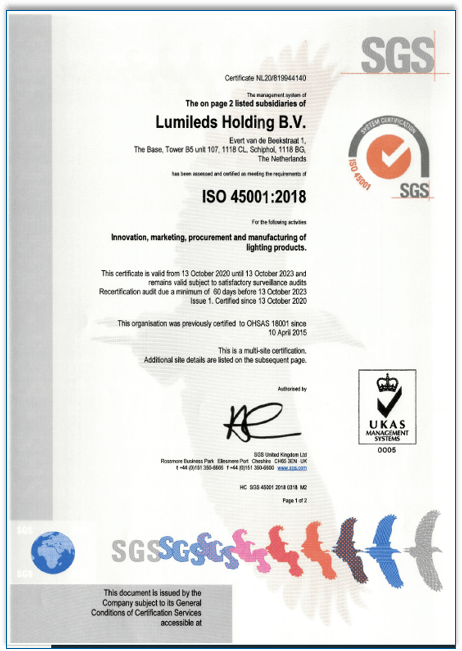 SGS
Certificate NL20/819944140
The management system of
The on page 2 listed subsidiaries of
Lumileds Holding B.V.
Evert van de Beekstraat 1,
The Base, Tower B5 unit 107, 1118 CL, Schiphol, 1118 BG,
The Netherlands
has been assessed and certified as meeting the requirements of
ISO 45001:2018
For the following activities
Innovation, marketing, procurement and manufacturing of
lighting products.
This certificate is valid from 13 October 2020 until 13 October 2023 and
remains valid subject to satisfactory surveillance audits
Recertification audit due a minimum of 60 days before 13 October 2023
Issue 1. Certified since 13 October 2020
This organisation was previously certified to OHSAS 18001 since
10 April 2015
This is a multi-site certification.
Additional site details are listed on the subsequent page.
Authorised by
SGS United Kingdom Ltd
Rossmore Business Park Ellesmere Port Cheshire CH65 3EN UK
t +44 (0)151 350-6666 f +44 (0)151 350-6600 www.sgs.com
HC SGS 45001 2018 0318 M2
Page 1 of 2
SYSTEM CERTIFICATION
ISO 45001
SGS
UKAS
MANAGEMENT
SYSTEMS
0005
SGS
SGS
SGS
SGS
This document is issued by the
Company subject to its General
Conditions of Certification Services
accessible at